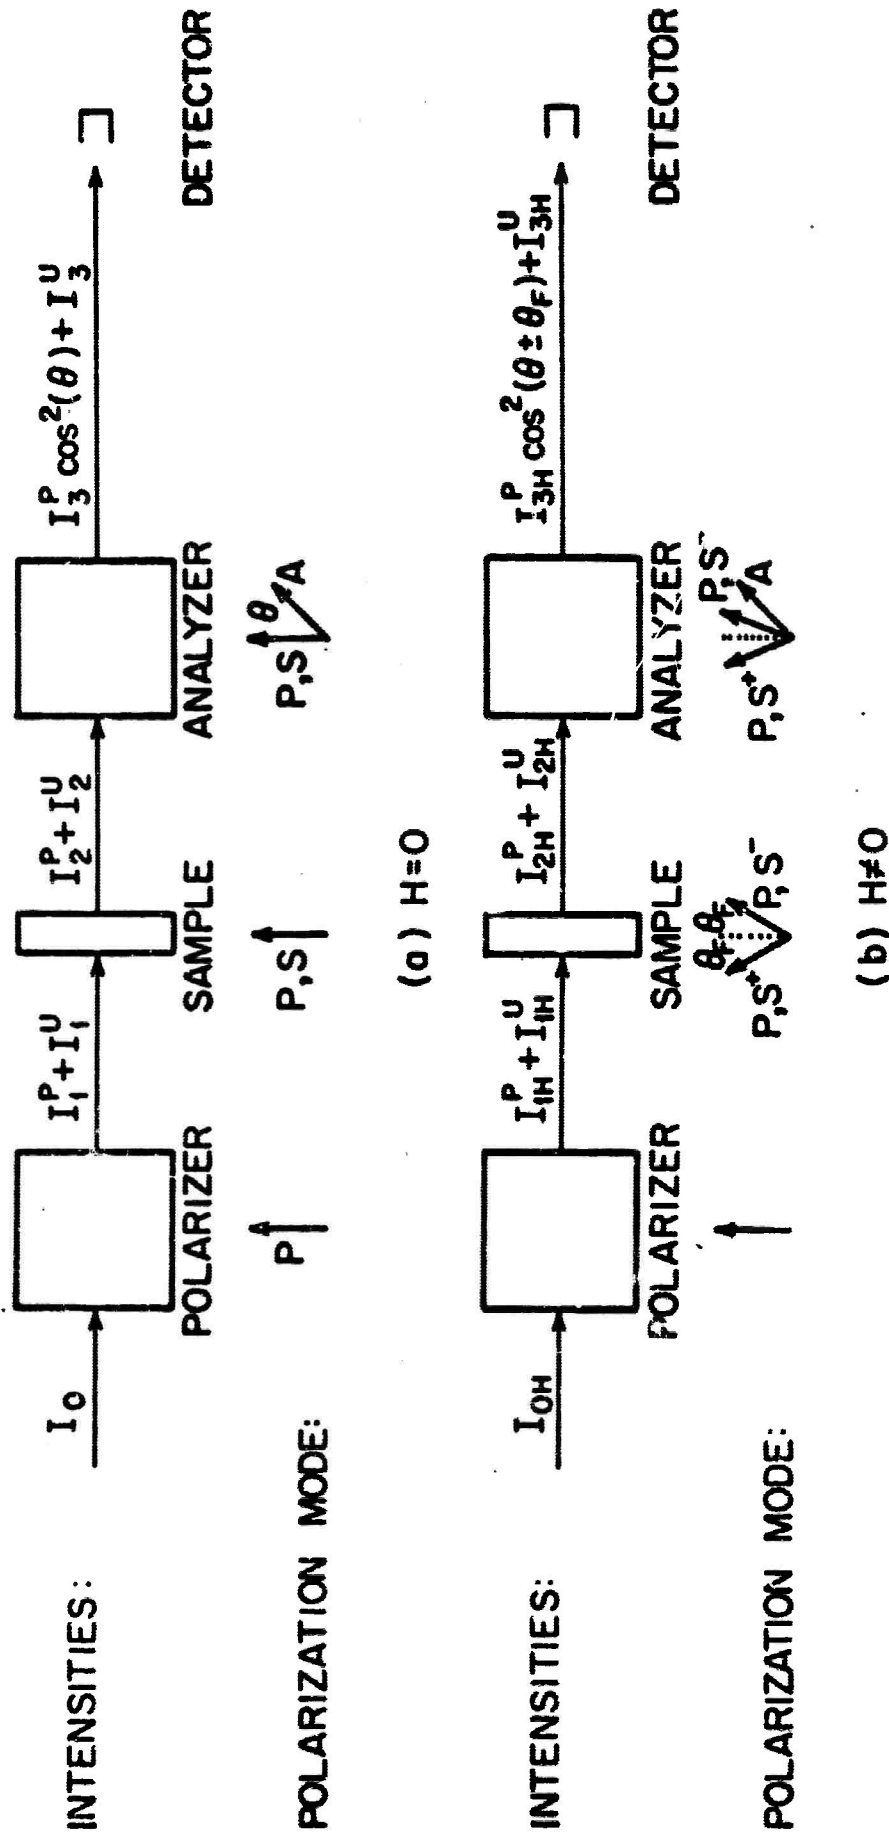 INTENSITIES: I₀ I₁ᴾ+I₁ᵁ I₂ᴾ+I₂ᵁ I₃ᴾ cos²(θ)+I₃ᵁ
POLARIZER SAMPLE ANALYZER DETECTOR
POLARIZATION MODE: P P,S P,S θ A
(a) H=0
INTENSITIES: I₀H I₁Hᴾ+I₁Hᵁ I₂Hᴾ+I₂Hᵁ I₃Hᴾ cos²(θ±θF)+I₃Hᵁ
POLARIZER SAMPLE ANALYZER DETECTOR
POLARIZATION MODE: P,S⁺ θF θF P,S⁻ P,S⁺ P,S⁻ A
(b) H≠0